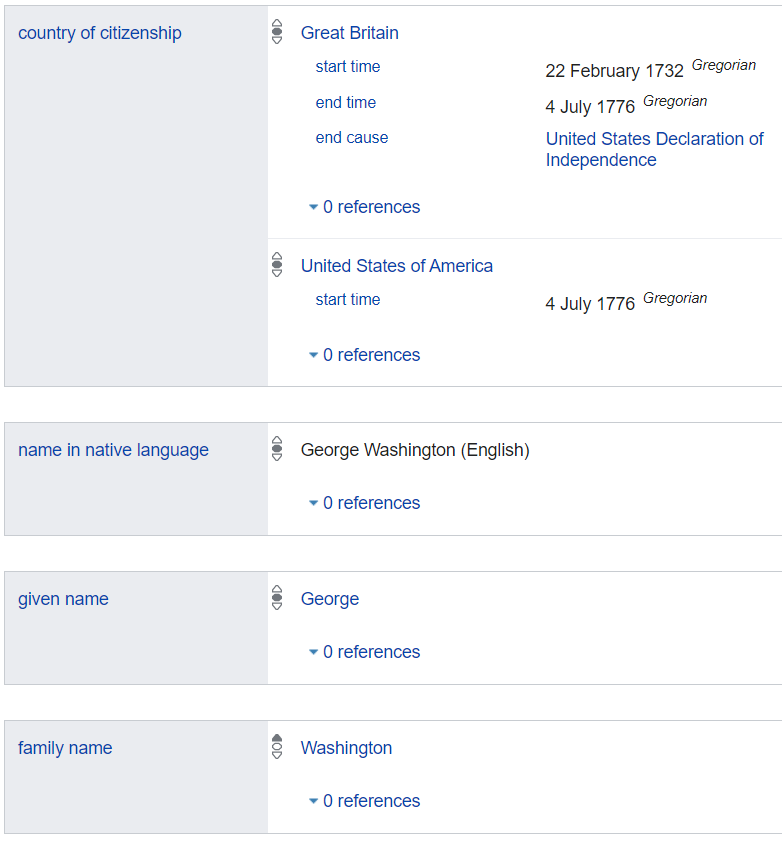 country of citizenship
Great Britain
start time
22 February 1732 Gregorian
end time
4 July 1776 Gregorian
end cause
United States Declaration of
Independence
0 references
United States of America
start time
4 July 1776 Gregorian
0 references
name in native language
George Washington (English)
0 references
given name
George
0 references
family name
Washington
0 references